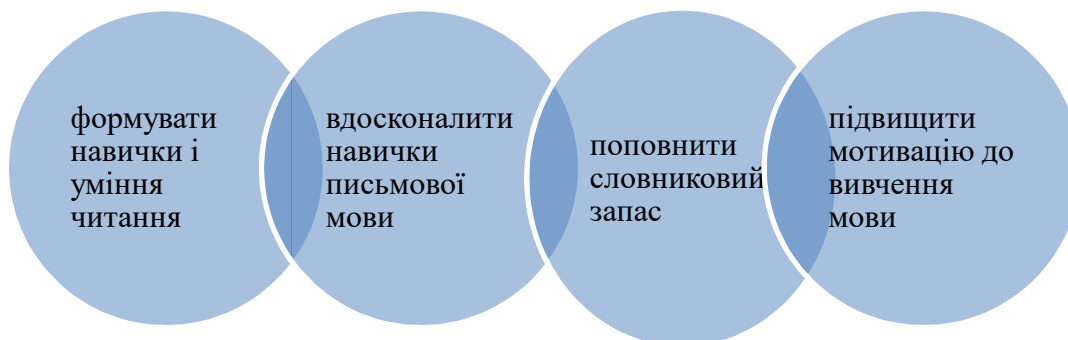 формувати
навички і
уміння
читання
вдосконалити
навички
письмової
мови
поповнити
словниковий
запас
підвищити
мотивацію до
вивчення
мови